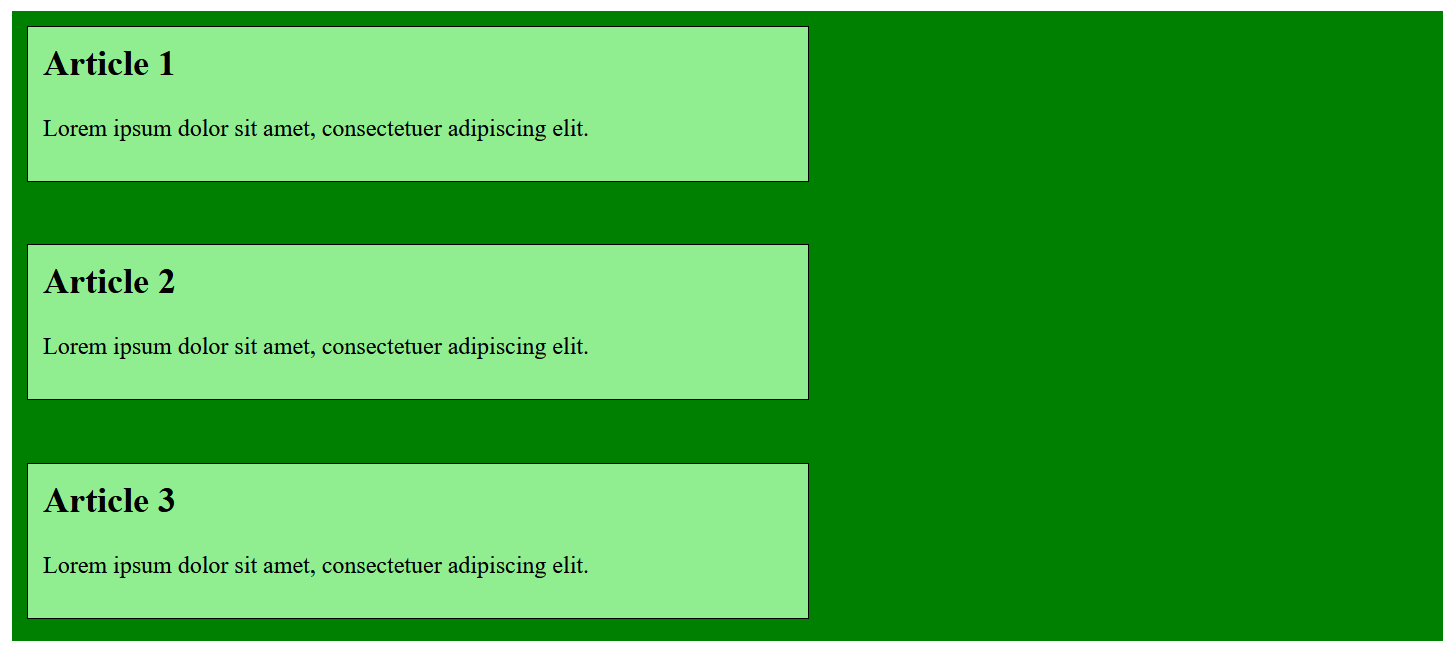 Article 1
Lorem ipsum dolor sit amet, consectetuer adipiscing elit.
Article 2
Lorem ipsum dolor sit amet, consectetuer adipiscing elit.
Article 3
Lorem ipsum dolor sit amet, consectetuer adipiscing elit.